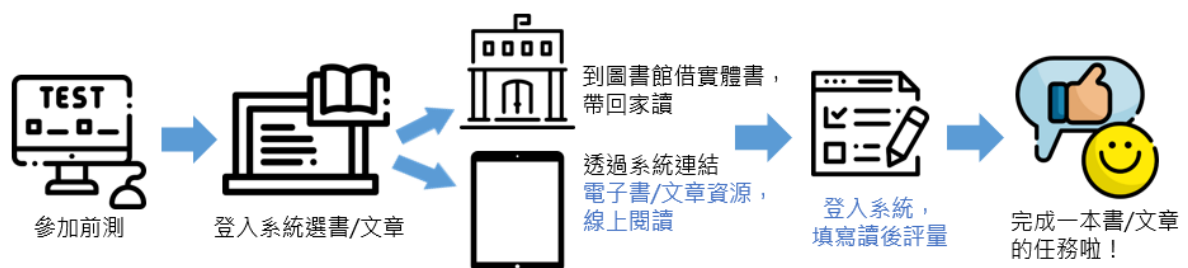 TEST
參加前測
登入系統選書/文章
到圖書館借實體書，
帶回家讀
透過系統連結
電子書/文章資源，
線上閱讀
登入系統，
填寫讀後評量
完成一本書/文章
的任務啦！